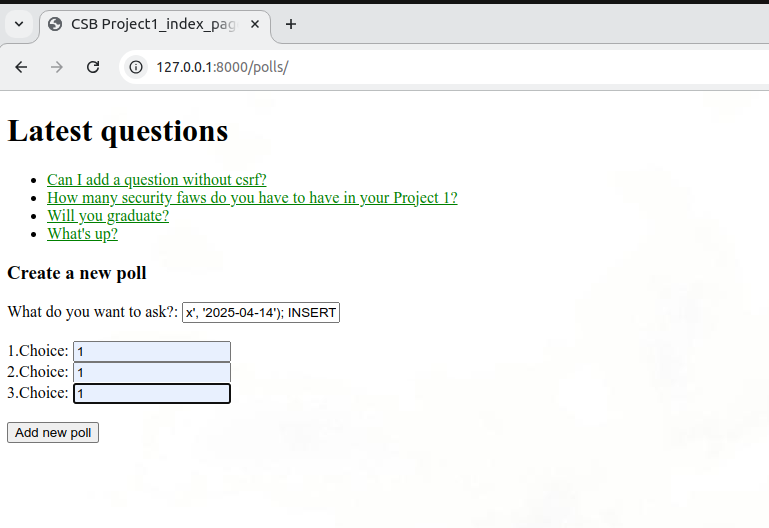 CSB Project1_index_pag
127.0.0.1:8000/polls/
Latest questions
Can I add a question without csrf?
How many security faws do you have to have in your Project 1?
Will you graduate?
What's up?
Create a new poll
What do you want to ask?: x', '2025-04-14'); INSERT
1.Choice: 1
2.Choice: 1
3.Choice: 1
Add new poll